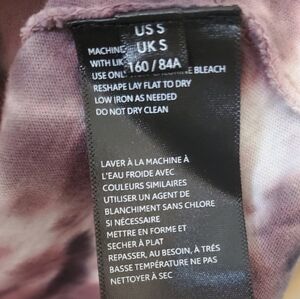 US S
UK S
160/84A
MACHINE
WITH LIK
USE ONL BLEACH
RESHAPE LAY FLAT TO DRY
LOW IRON AS NEEDED
DO NOT DRY CLEAN
LAVER À LA MACHINE À
L'EAU FROIDE AVEC
COULEURS SIMILAIRES
UTILISER UN AGENT DE
BLANCHIMENT SANS CHLORE
SI NÉCESSAIRE
METTRE EN FORME ET
SECHER À PLAT
REPASSER, AU BESOIN, À TRÈS
BASSE TEMPÉRATURE NE PAS
NETTOYER À SEC